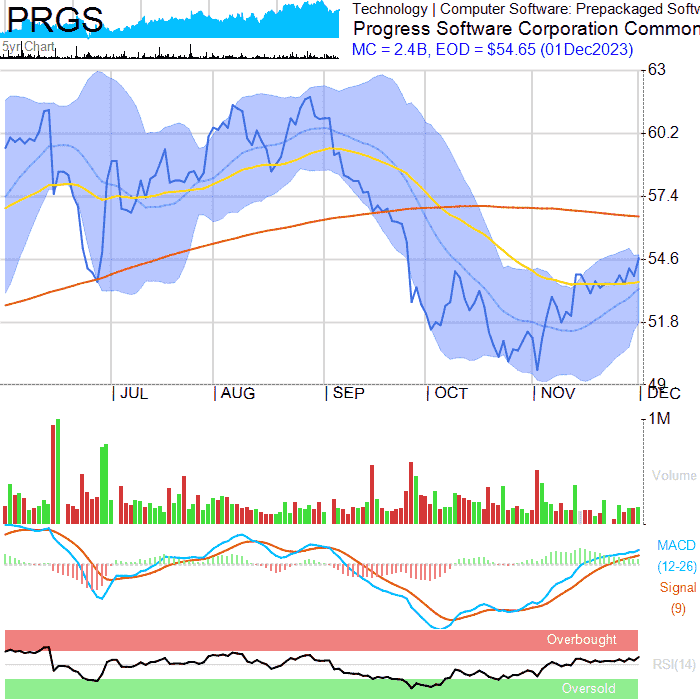 PRGS
5yr Chart
Technology | Computer Software: Prepackaged Softw
Progress Software Corporation Common
MC = 2.4B, EOD = $54.65 (01Dec2023)
63
60.2
57.4
54.6
51.8
49
JUL AUG SEP OCT NOV DEC
1M
Volume
MACD
(12-26)
Signal
(9)
Overbought
RSI(14)
Oversold